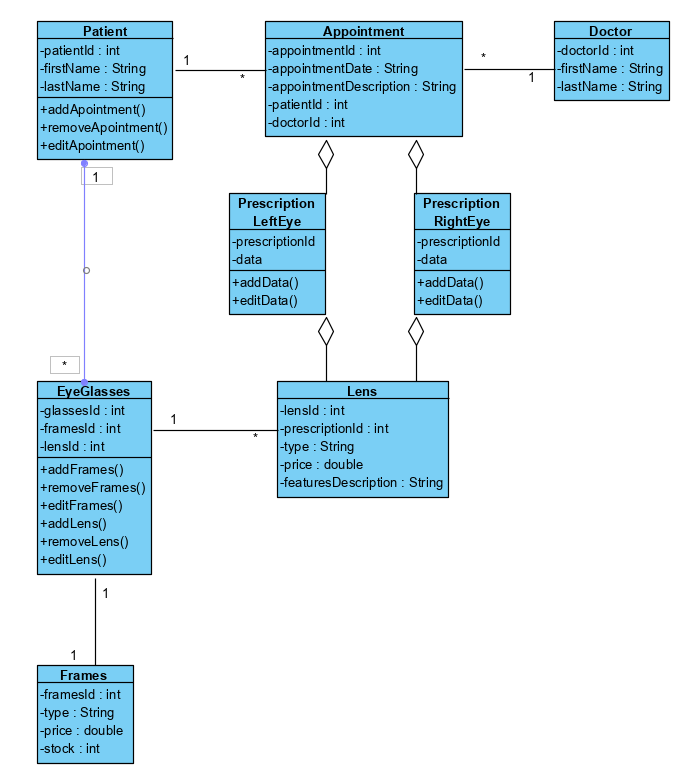 Patient
-patientId : int
-firstName : String
-lastName : String
+addApointment()
+removeApointment()
+editApointment()
1
*
Appointment
-appointmentId : int
-appointmentDate : String
-appointmentDescription : String
-patientId : int
-doctorId : int
*
1
Doctor
-doctorId : int
-firstName : String
-lastName : String
1
*
Prescription
LeftEye
-prescriptionId
-data
+addData()
+editData()
Prescription
RightEye
-prescriptionId
-data
+addData()
+editData()
EyeGlasses
-glassesId : int
-framesId : int
-lensId : int
+addFrames()
+removeFrames()
+editFrames()
+addLens()
+removeLens()
+editLens()
1
*
Lens
-lensId : int
-prescriptionId : int
-type : String
-price : double
-featuresDescription : String
1
1
Frames
-framesId : int
-type : String
-price : double
-stock : int